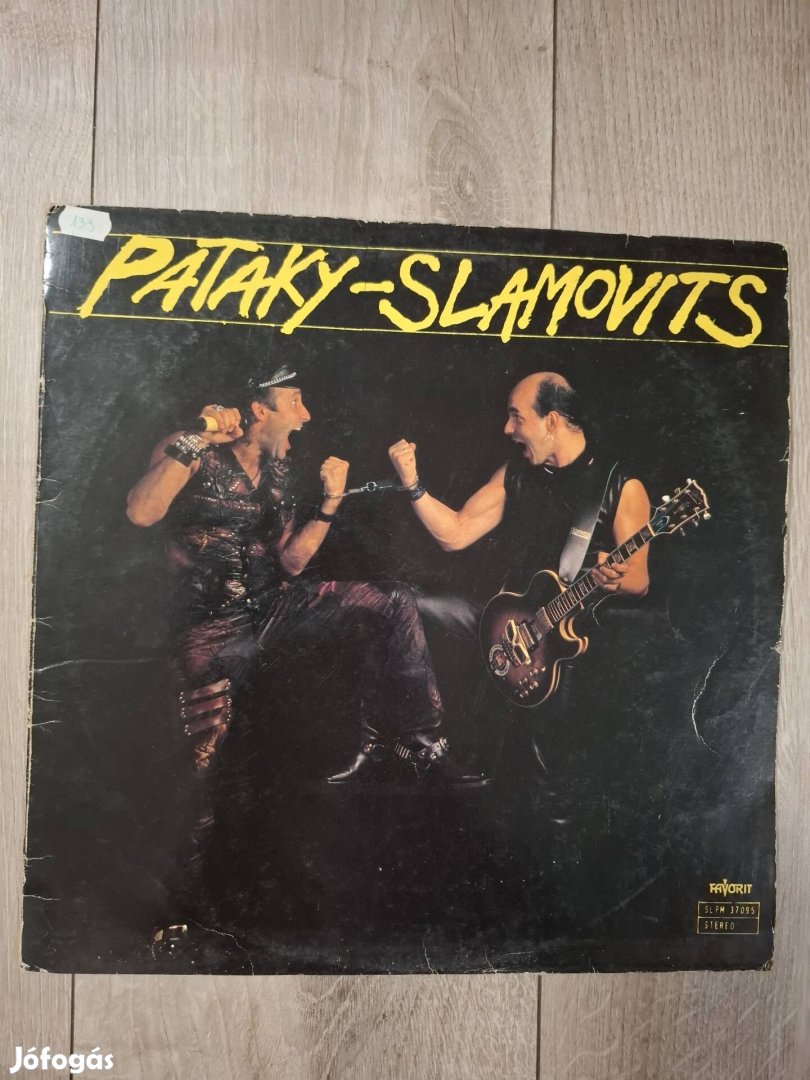 139
PATAKY-SLAMOVITS
FAVORIT
SLPM 37095
STEREO
Jófogás